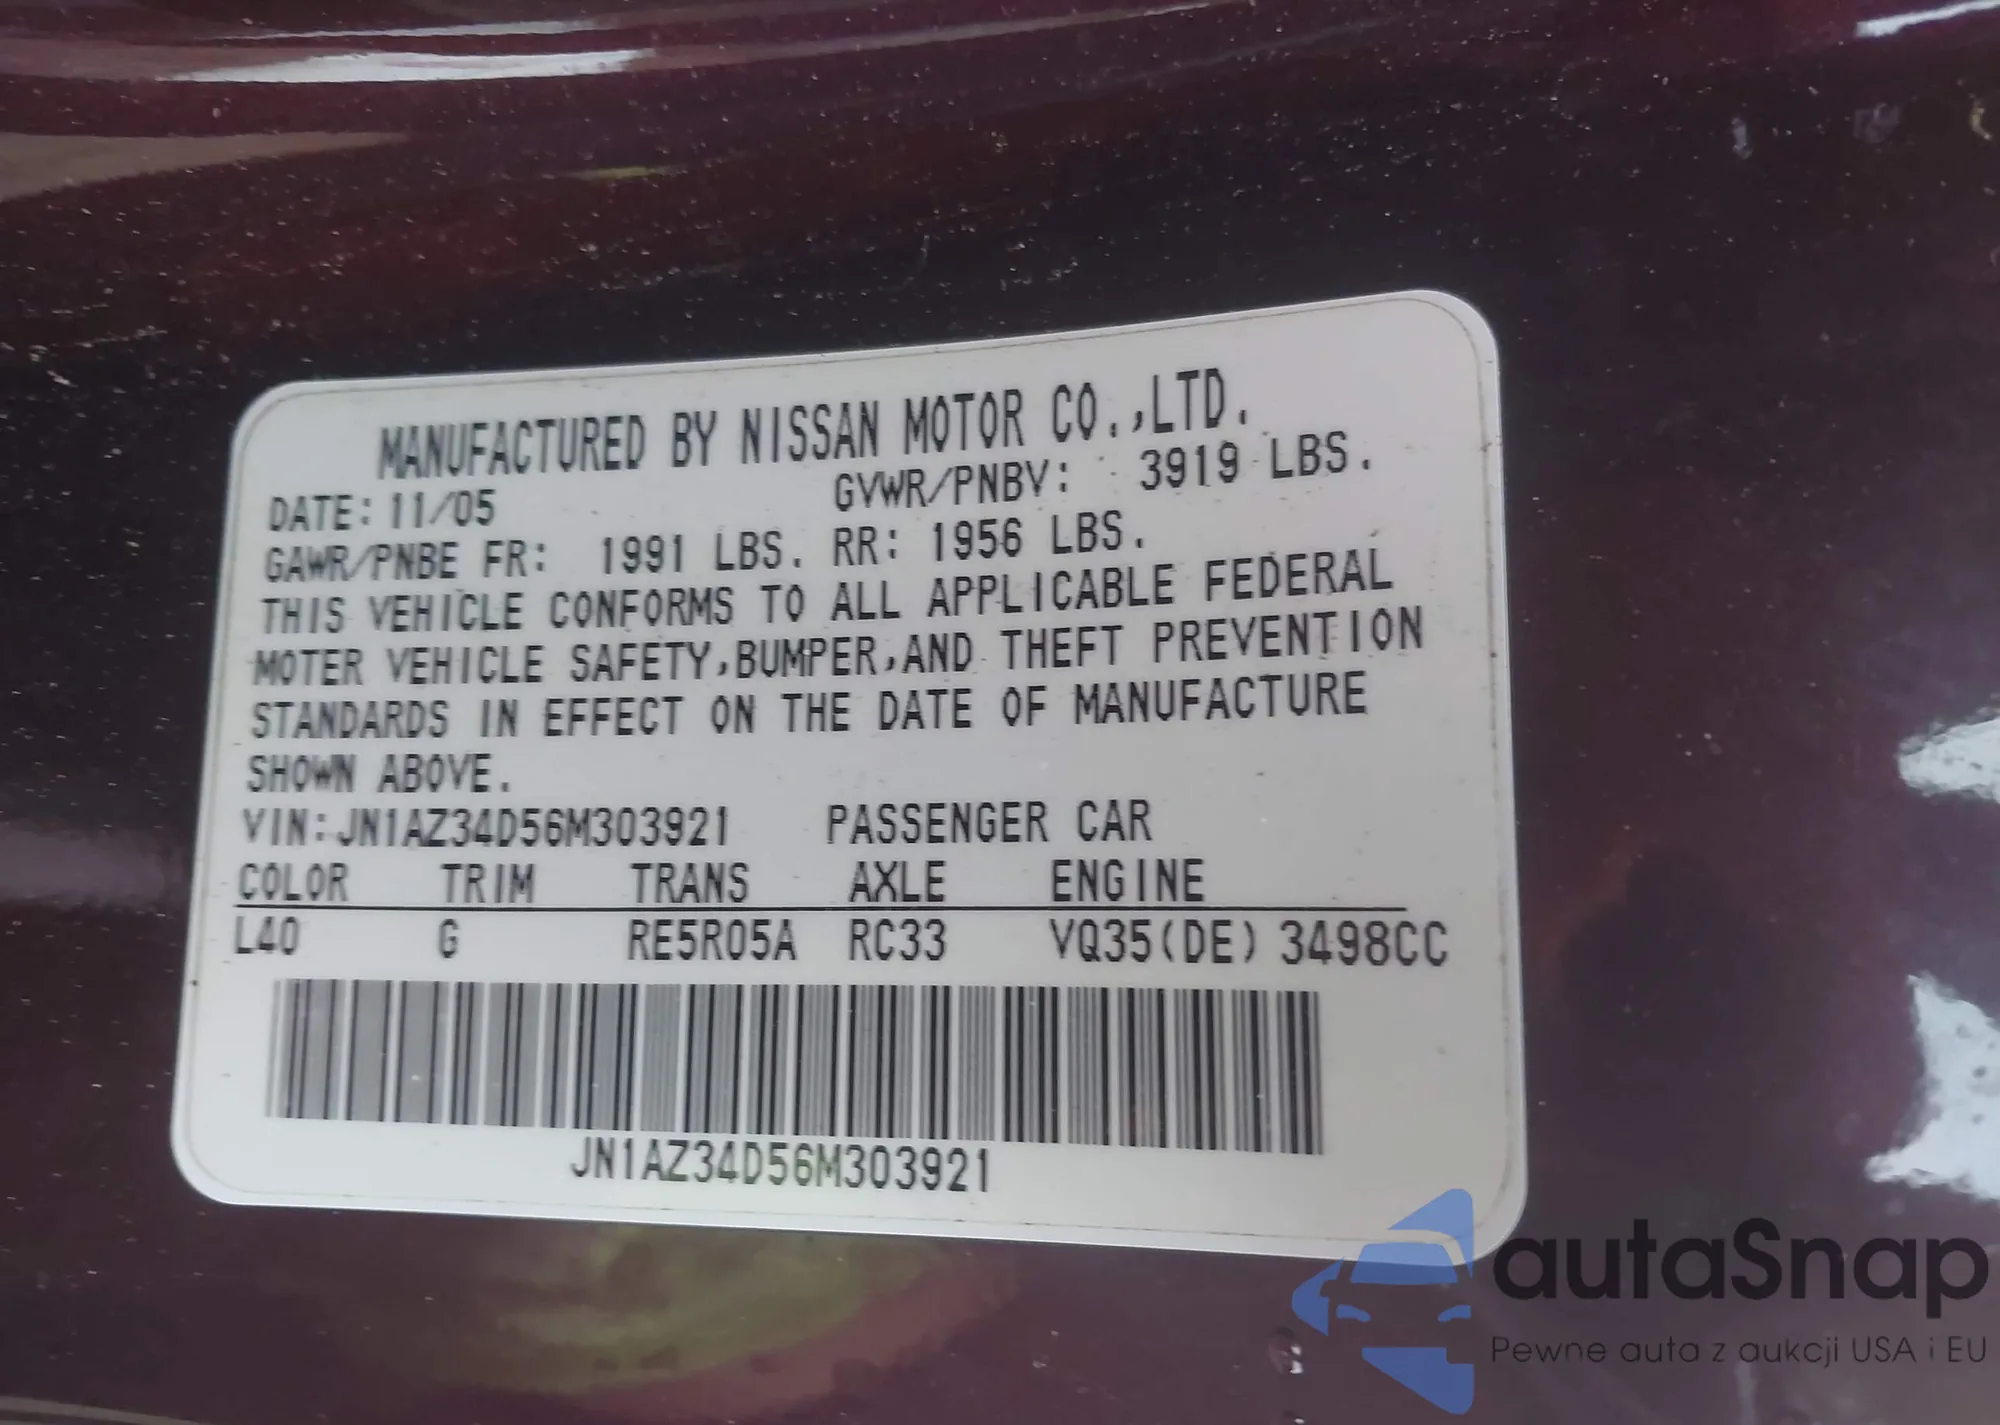 MANUFACTURED BY NISSAN MOTOR CO.,LTD.
DATE: 11/05 GVWR/PNBV: 3919 LBS.
GAWR/PNBE FR: 1991 LBS. RR: 1956 LBS.
THIS VEHICLE CONFORMS TO ALL APPLICABLE FEDERAL
MOTER VEHICLE SAFETY,BUMPER,AND THEFT PREVENTION
STANDARDS IN EFFECT ON THE DATE OF MANUFACTURE
SHOWN ABOVE.
VIN:JN1AZ34D56M303921 PASSENGER CAR
COLOR TRIM TRANS AXLE ENGINE
L40 G RE5R05A RC33 VQ35(DE) 3498CC
JN1AZ34D56M303921
autaSnap
Pewne auta z aukcji USA i EU